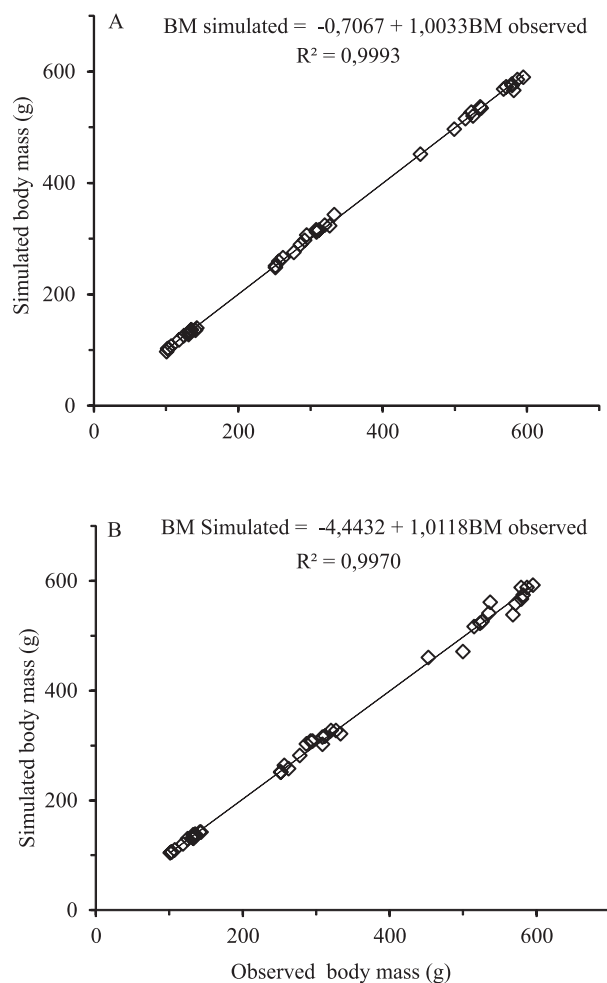 A
BM simulated = -0,7067 + 1,0033BM observed
R² = 0,9993
Simulated body mass (g)
600
400
200
0
0 200 400 600
B
BM Simulated = -4,4432 + 1,0118BM observed
R² = 0,9970
Simulated body mass (g)
600
400
200
0
0 200 400 600
Observed body mass (g)